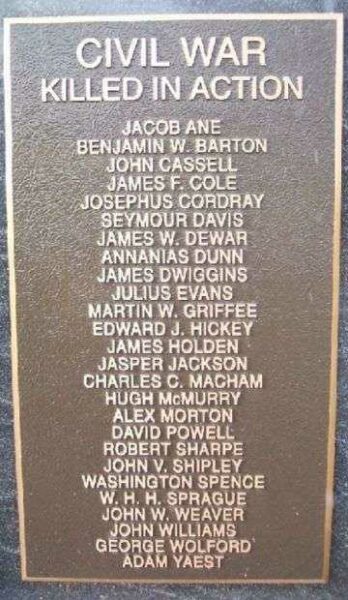 CIVIL WAR
KILLED IN ACTION
JACOB ANE
BENJAMIN W. BARTON
JOHN CASSELL
JAMES F. COLE
JOSEPHUS CORDRAY
SEYMOUR DAVIS
JAMES W. DEWAR
ANNANIAS DUNN
JAMES DWIGGINS
JULIUS EVANS
MARTIN W. GRIFFEE
EDWARD J. HICKEY
JAMES HOLDEN
JASPER JACKSON
CHARLES C. MACHAM
HUGH McMURRY
ALEX MORTON
DAVID POWELL
ROBERT SHARPE
JOHN V. SHIPLEY
WASHINGTON SPENCE
W. H. H. SPRAGUE
JOHN W. WEAVER
JOHN WILLIAMS
GEORGE WOLFORD
ADAM YAEST